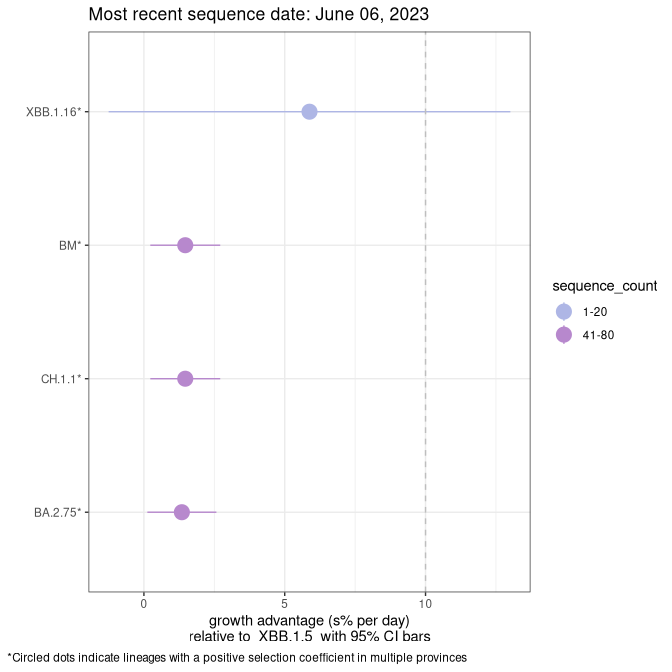 Most recent sequence date: June 06, 2023
XBB.1.16*
BM*
CH.1.1*
BA.2.75*
0 5 10
growth advantage (s% per day)
relative to  XBB.1.5  with 95% CI bars
sequence_count
1-20
41-80
*Circled dots indicate lineages with a positive selection coefficient in multiple provinces